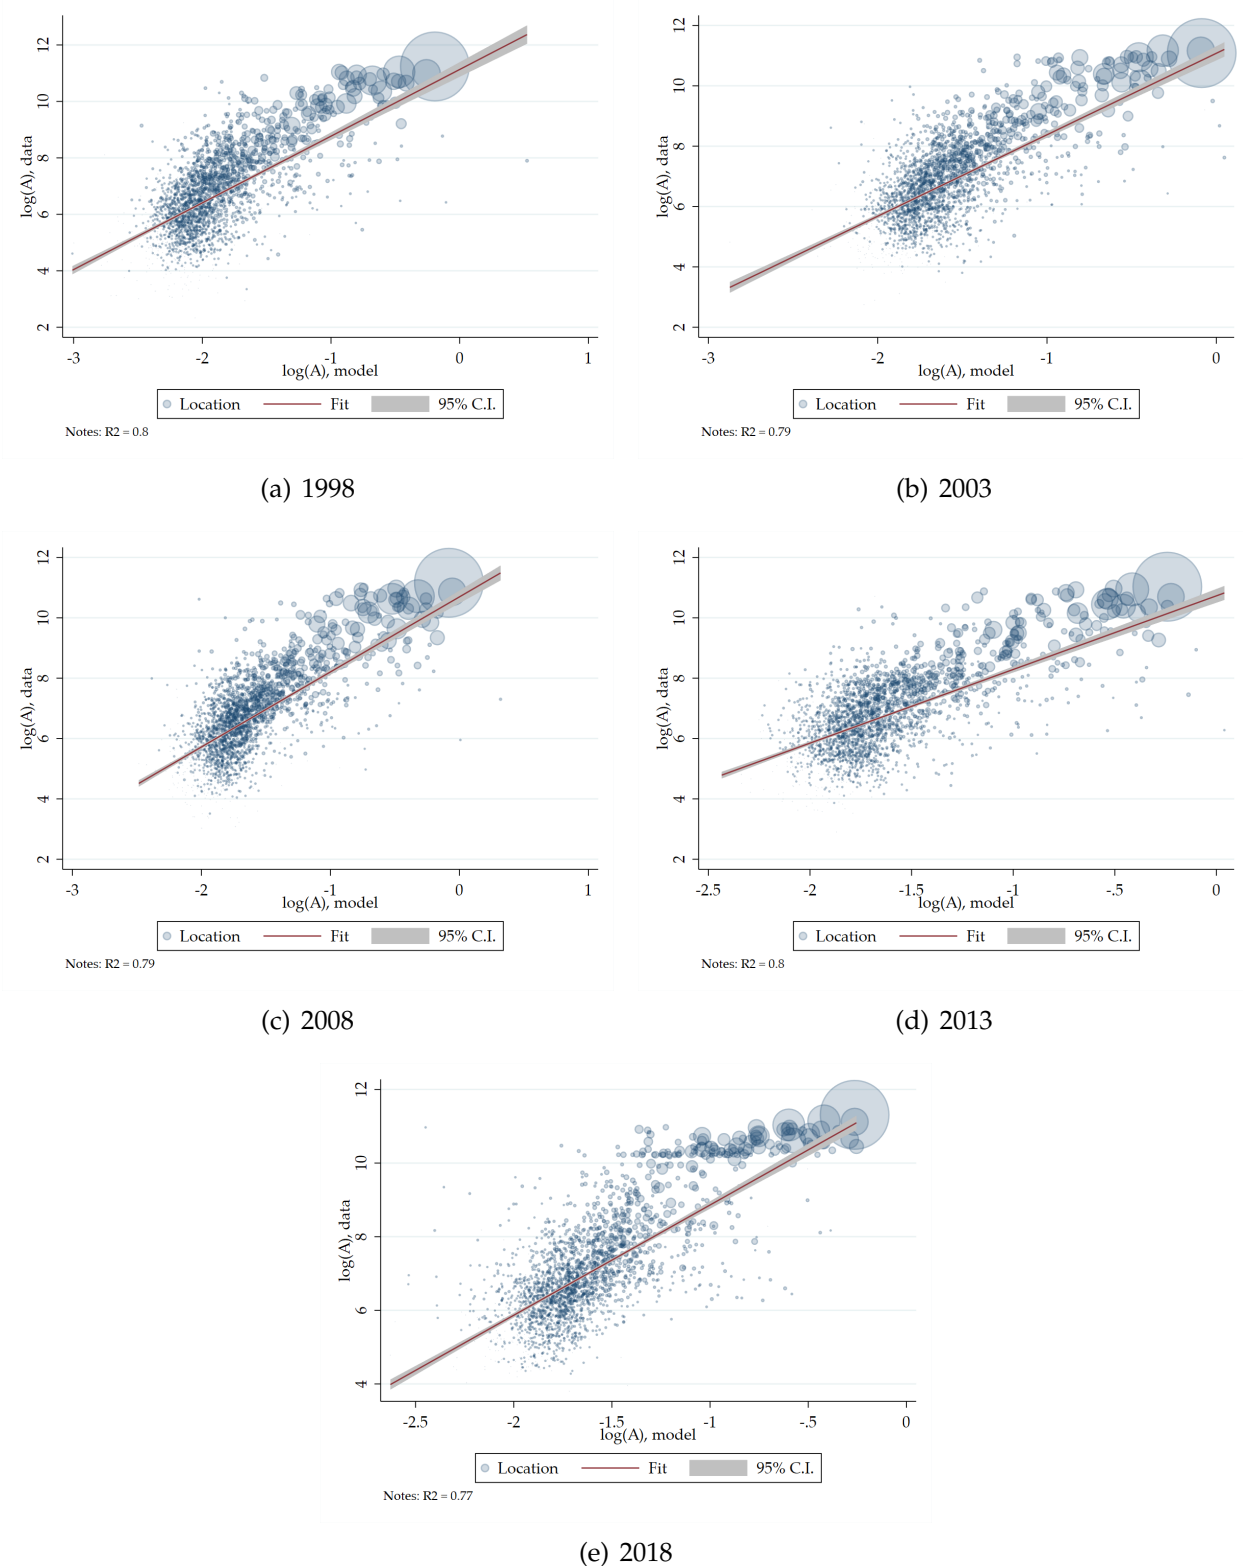 12
10
8
6
4
2
log(A), data
-3 -2 -1 0 1
log(A), model
Location Fit 95% C.I.
Notes: R2 = 0.8
(a) 1998
12
10
8
6
4
2
log(A), data
-3 -2 -1 0
log(A), model
Location Fit 95% C.I.
Notes: R2 = 0.79
(b) 2003
12
10
8
6
4
2
log(A), data
-3 -2 -1 0 1
log(A), model
Location Fit 95% C.I.
Notes: R2 = 0.79
(c) 2008
12
10
8
6
4
2
log(A), data
-2.5 -2 -1.5 -1 -.5 0
log(A), model
Location Fit 95% C.I.
Notes: R2 = 0.8
(d) 2013
12
10
8
6
4
log(A), data
-2.5 -2 -1.5 -1 -.5 0
log(A), model
Location Fit 95% C.I.
Notes: R2 = 0.77
(e) 2018